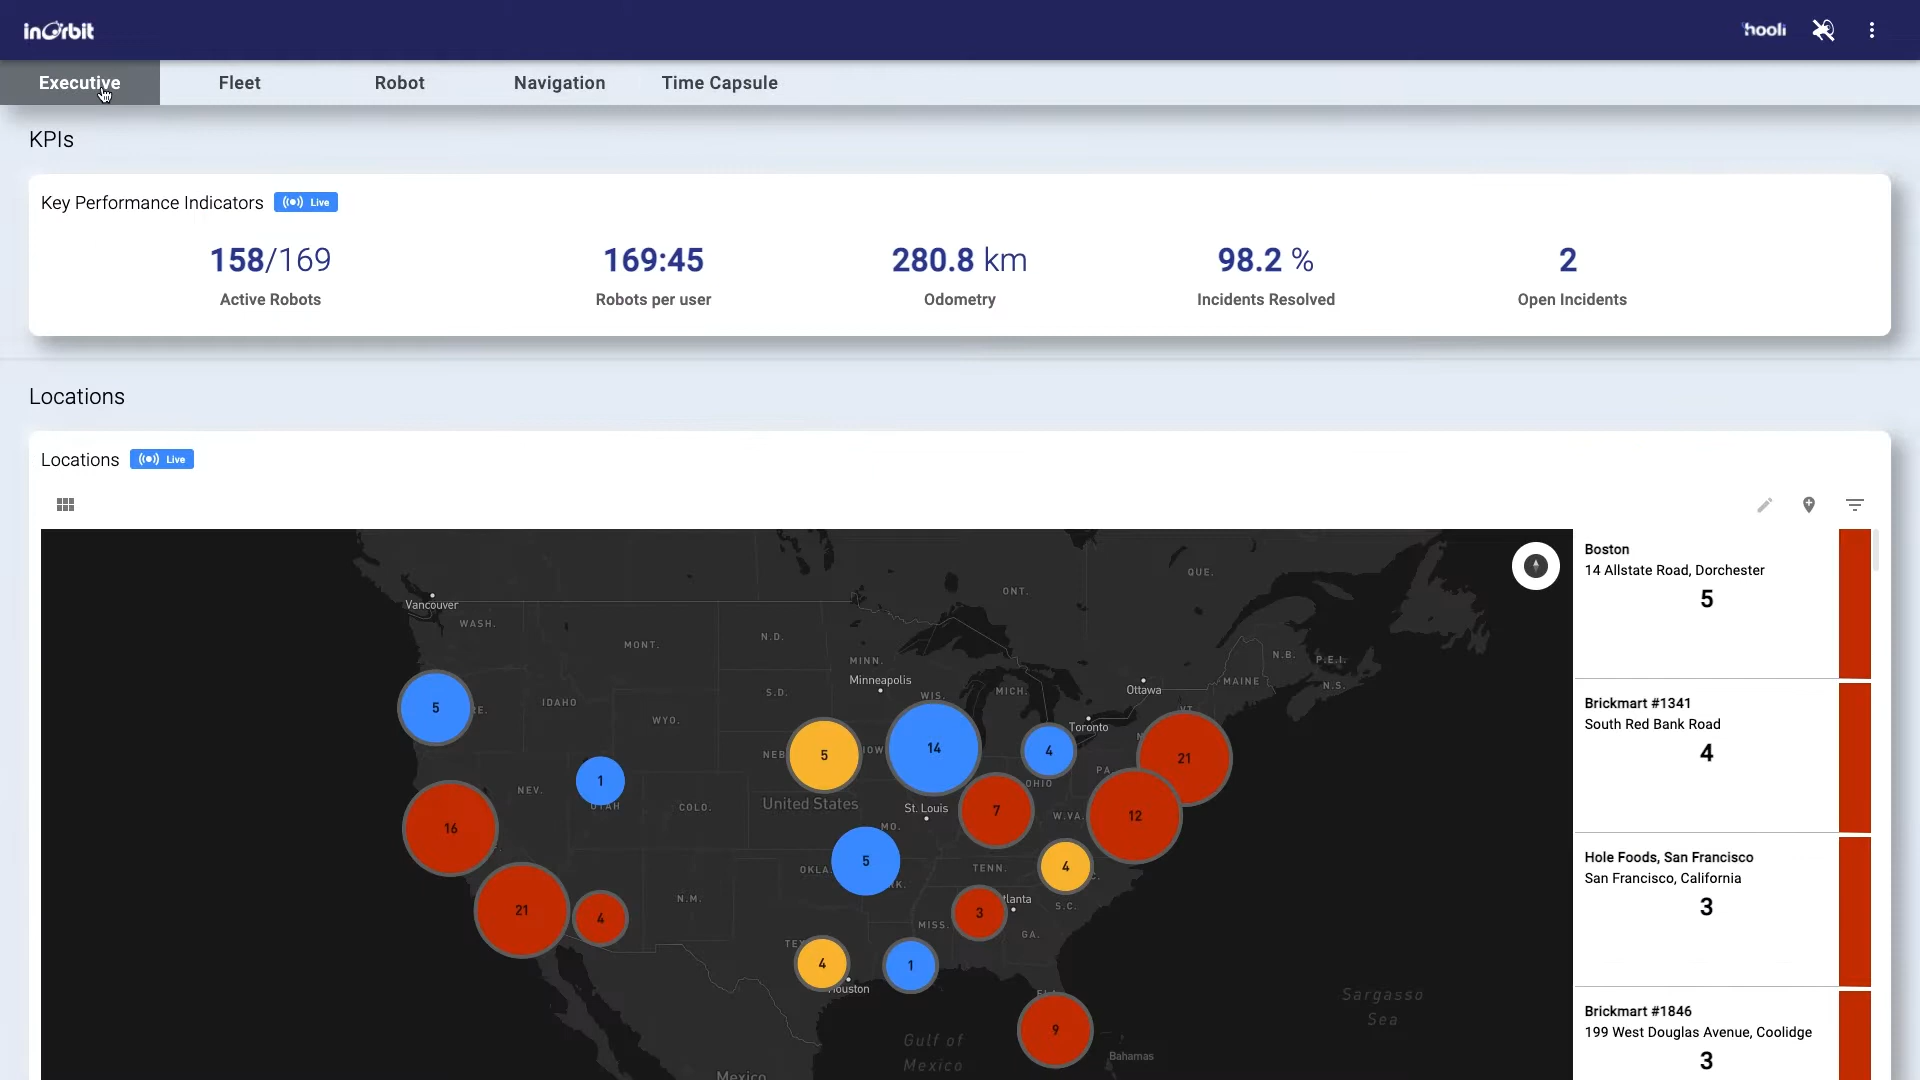 inOrbit
hooli
Executive
Fleet
Robot
Navigation
Time Capsule
KPIs
Key Performance Indicators
Live
158/169
Active Robots
169:45
Robots per user
280.8 km
Odometry
98.2 %
Incidents Resolved
2
Open Incidents
Locations
Locations
Live
Vancouver
WASH.
MONT.
N.D.
MINN.
Minneapolis
ONT.
QUE.
N.B.
P.E.I.
N.S.
MAINE
Ottawa
VT.
MICH.
WIS.
S.D.
IDAHO
WYO.
Toronto
5
5
14
4
21
1
UTAH
NEV.
COLO.
NEB
IOW
United States
St. Louis
MO.
OHIO
PA.
W.VA.
16
7
12
5
4
OKLA.
TENN.
N.M.
21
4
3
S.C.
MISS.
GA.
4
1
Houston
9
Gulf of
Mexico
Sargasso
Sea
Bahamas
Mexico
Boston
14 Allstate Road, Dorchester
5
Brickmart #1341
South Red Bank Road
4
Hole Foods, San Francisco
San Francisco, California
3
Brickmart #1846
199 West Douglas Avenue, Coolidge
3